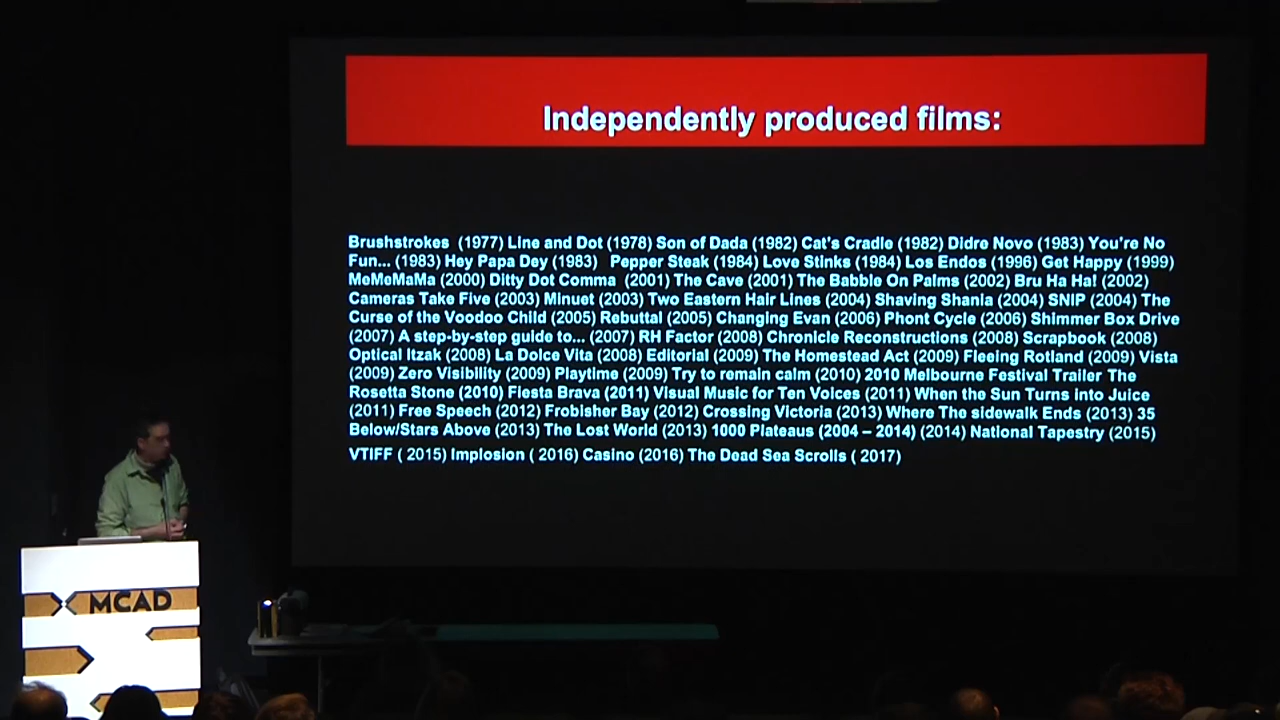 Independently produced films:
Brushstrokes  (1977) Line and Dot (1978) Son of Dada (1982) Cat's Cradle (1982) Didre Novo (1983) You're No
Fun... (1983) Hey Papa Dey (1983)   Pepper Steak (1984) Love Stinks (1984) Los Endos (1996) Get Happy (1999)
MeMeMaMa (2000) Ditty Dot Comma  (2001) The Cave (2001) The Babble On Palms (2002) Bru Ha Ha! (2002)
Cameras Take Five (2003) Minuet (2003) Two Eastern Hair Lines (2004) Shaving Shania (2004) SNIP (2004) The
Curse of the Voodoo Child (2005) Rebuttal (2005) Changing Evan (2006) Phont Cycle (2006) Shimmer Box Drive
(2007) A step-by-step guide to... (2007) RH Factor (2008) Chronicle Reconstructions (2008) Scrapbook (2008)
Optical Itzak (2008) La Dolce Vita (2008) Editorial (2009) The Homestead Act (2009) Fleeing Rotland (2009) Vista
(2009) Zero Visibility (2009) Playtime (2009) Try to remain calm (2010) 2010 Melbourne Festival Trailer The
Rosetta Stone (2010) Fiesta Brava (2011) Visual Music for Ten Voices (2011) When the Sun Turns into Juice
(2011) Free Speech (2012) Frobisher Bay (2012) Crossing Victoria (2013) Where The sidewalk Ends (2013) 35
Below/Stars Above (2013) The Lost World (2013) 1000 Plateaus (2004 – 2014) (2014) National Tapestry (2015)
VTIFF ( 2015) Implosion ( 2016) Casino (2016) The Dead Sea Scrolls ( 2017)
MCAD